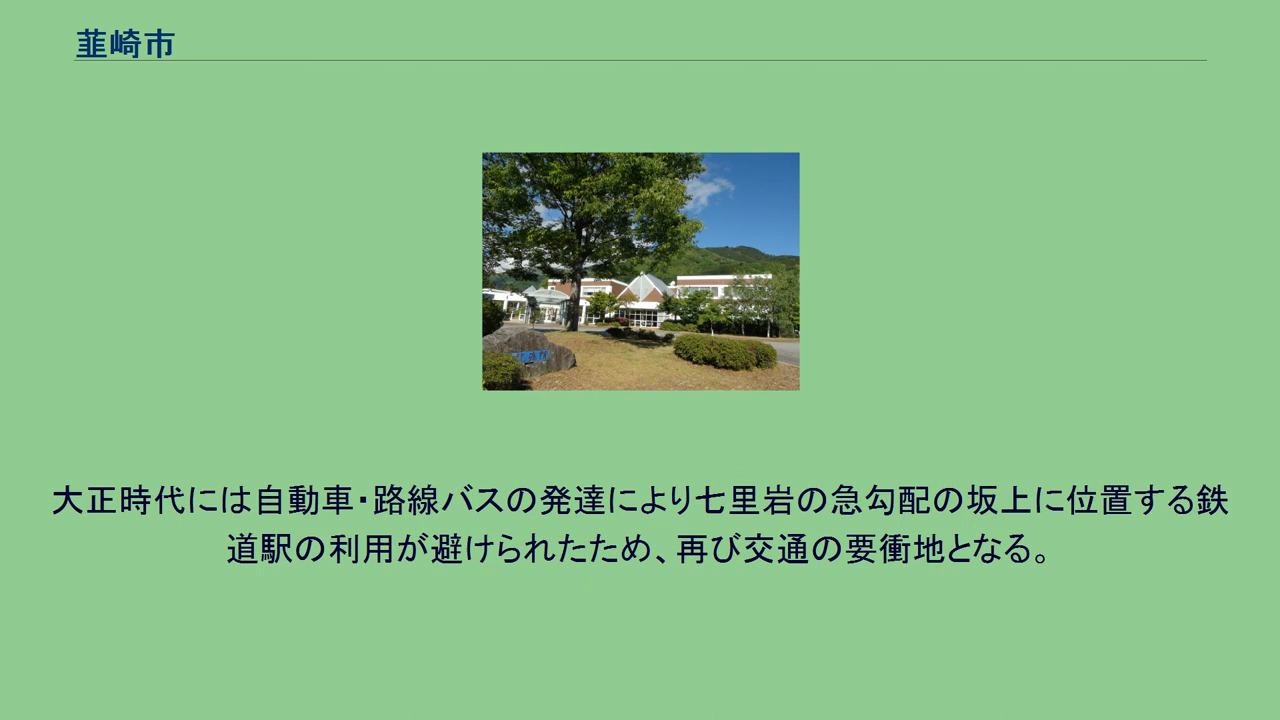 韮崎市
大正時代には自動車・路線バスの発達により七里岩の急勾配の坂上に位置する鉄
道駅の利用が避けられたため、再び交通の要衝地となる。